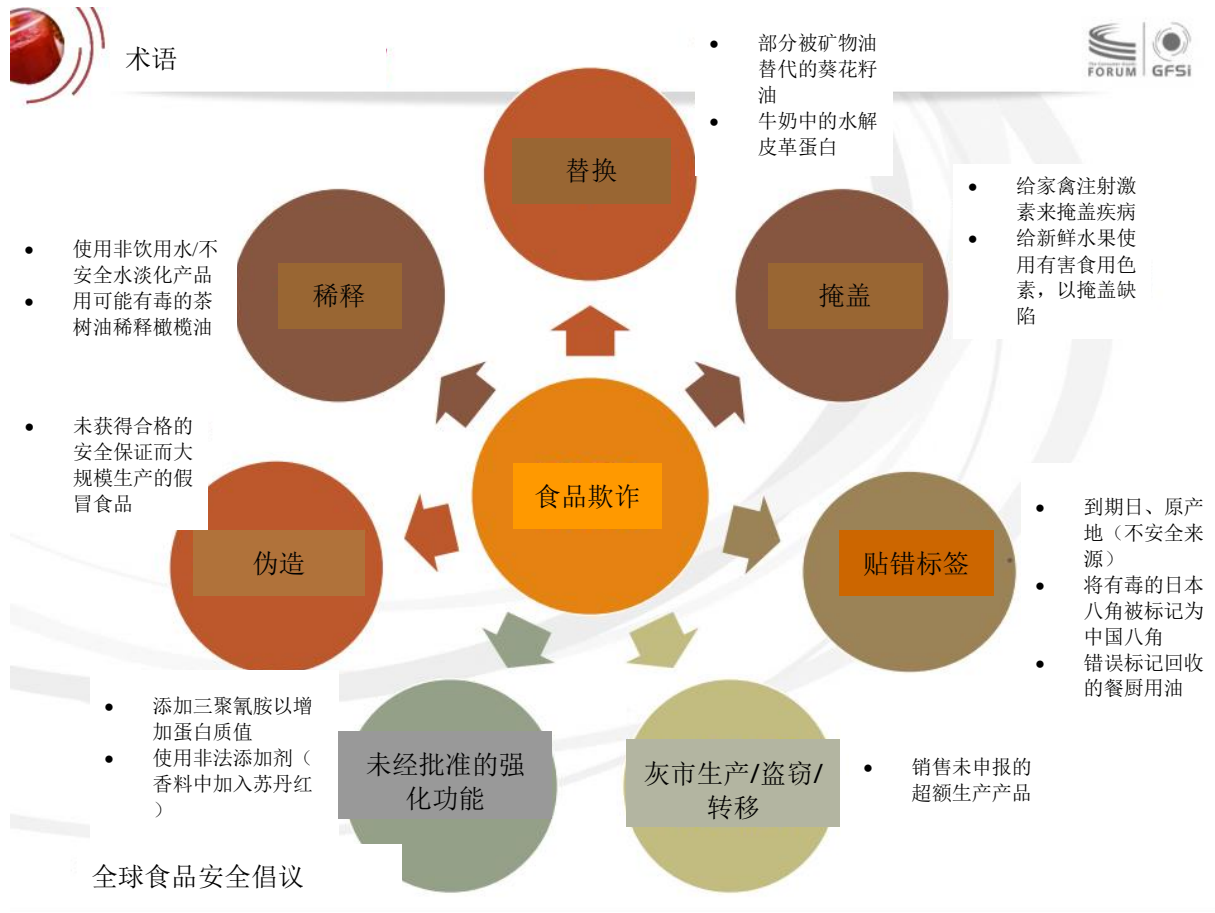 术语
FORUM
GFSi
• 部分被矿物油
替代的葵花籽
油
• 牛奶中的水解
皮革蛋白
替换
• 给家禽注射激
素来掩盖疾病
• 给新鲜水果使
用有害食用色
素，以掩盖缺
陷
掩盖
• 使用非饮用水/不
安全水淡化产品
• 用可能有毒的茶
树油稀释橄榄油
稀释
• 未获得合格的
安全保证而大
规模生产的假
冒食品
伪造
食品欺诈
贴错标签
• 到期日、原产
地（不安全来
源）
• 将有毒的日本
八角被标记为
中国八角
• 错误标记回收
的餐厨用油
• 添加三聚氰胺以增
加蛋白质值
• 使用非法添加剂（
香料中加入苏丹红
）
未经批准的强
化功能
灰市生产/盗窃/
转移
• 销售未申报的
超额生产产品
全球食品安全倡议